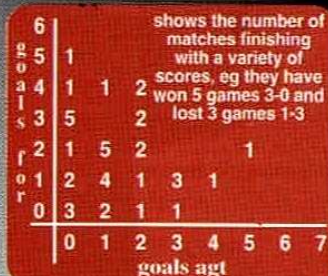 shows the number of
matches finishing
with a variety of
scores, eg they have
won 5 games 3-0 and
lost 3 games 1-3
goals for
6
5 1
4 1 1 2
3 5 2
2 1 5 2 1
1 2 4 1 3 1
0 3 2 1 1
0 1 2 3 4 5 6 7
goals agt